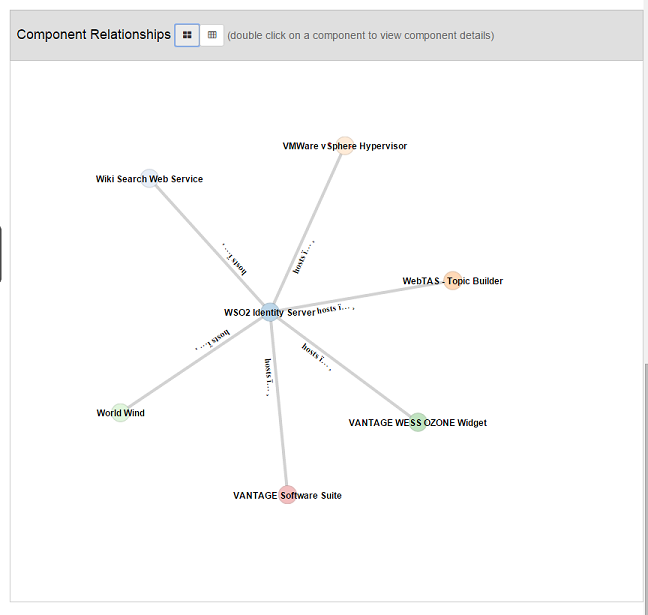 Component Relationships (double click on a component to view component details)
VMWare vSphere Hypervisor
Wiki Search Web Service
hosts ï… ‚
hosts ï… ‚
WebTAS - Topic Builder
WSO2 Identity Server
hosts ï… ‚
hosts ï… ‚
hosts ï… ‚
hosts ï… ‚
World Wind
VANTAGE WESS OZONE Widget
VANTAGE Software Suite